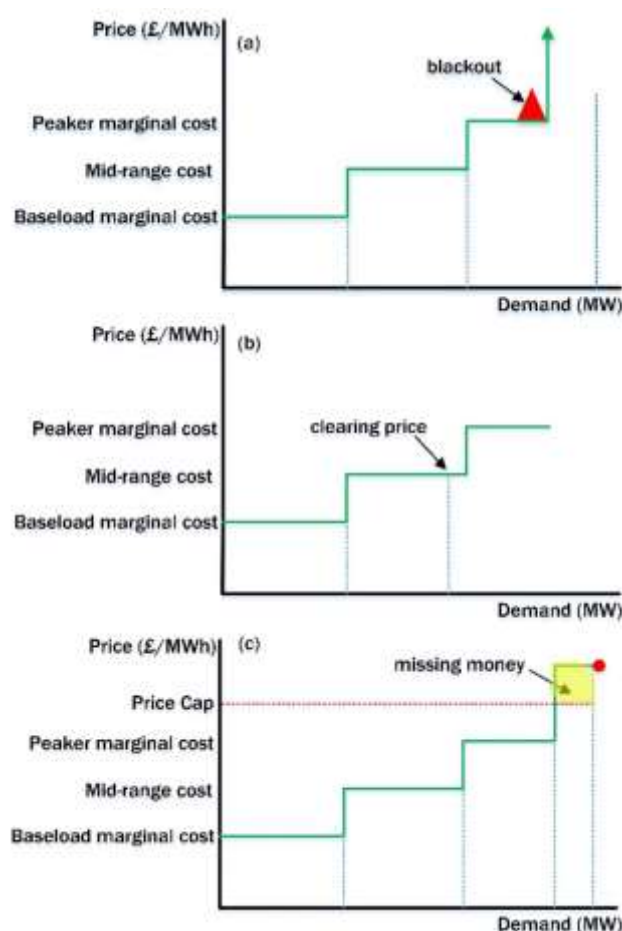 Price (£/MWh)
(a)
blackout
Peaker marginal cost
Mid-range cost
Baseload marginal cost
Demand (MW)
Price (£/MWh)
(b)
clearing price
Peaker marginal cost
Mid-range cost
Baseload marginal cost
Demand (MW)
Price (£/MWh)
(c)
missing money
Price Cap
Peaker marginal cost
Mid-range cost
Baseload marginal cost
Demand (MW)